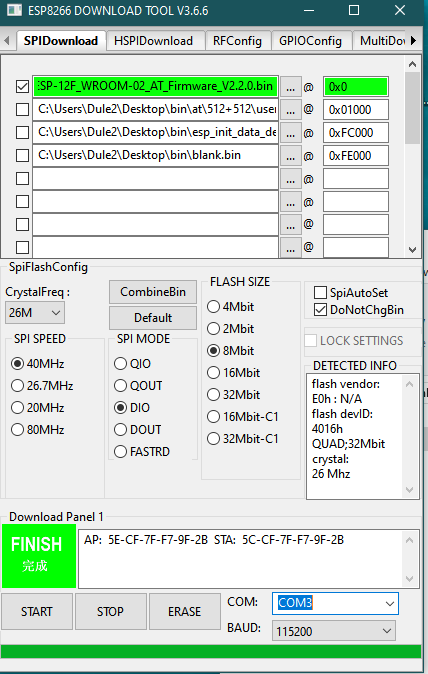 ESP8266 DOWNLOAD TOOL V3.6.6
SPIDownload HSPIDownload RFConfig GPIOConfig MultiDow
:SP-12F_WROOM-02_AT_Firmware_V2.2.0.bin ... @ 0x0
C:\Users\Dule2\Desktop\bin\at\512+512\user ... @ 0x01000
C:\Users\Dule2\Desktop\bin\esp_init_data_de ... @ 0xFC000
C:\Users\Dule2\Desktop\bin\blank.bin ... @ 0xFE000
... @
... @
... @
... @
SpiFlashConfig
CrystalFreq :
26M
CombineBin
Default
SPI SPEED
40MHz
26.7MHz
20MHz
80MHz
SPI MODE
QIO
QOUT
DIO
DOUT
FASTRD
FLASH SIZE
4Mbit
2Mbit
8Mbit
16Mbit
32Mbit
16Mbit-C1
32Mbit-C1
SpiAutoSet
DoNotChgBin
LOCK SETTINGS
DETECTED INFO
flash vendor:
E0h : N/A
flash devID:
4016h
QUAD;32Mbit
crystal:
26 Mhz
Download Panel 1
FINISH
完成
AP: 5E-CF-7F-F7-9F-2B STA: 5C-CF-7F-F7-9F-2B
START STOP ERASE
COM: COM3
BAUD: 115200